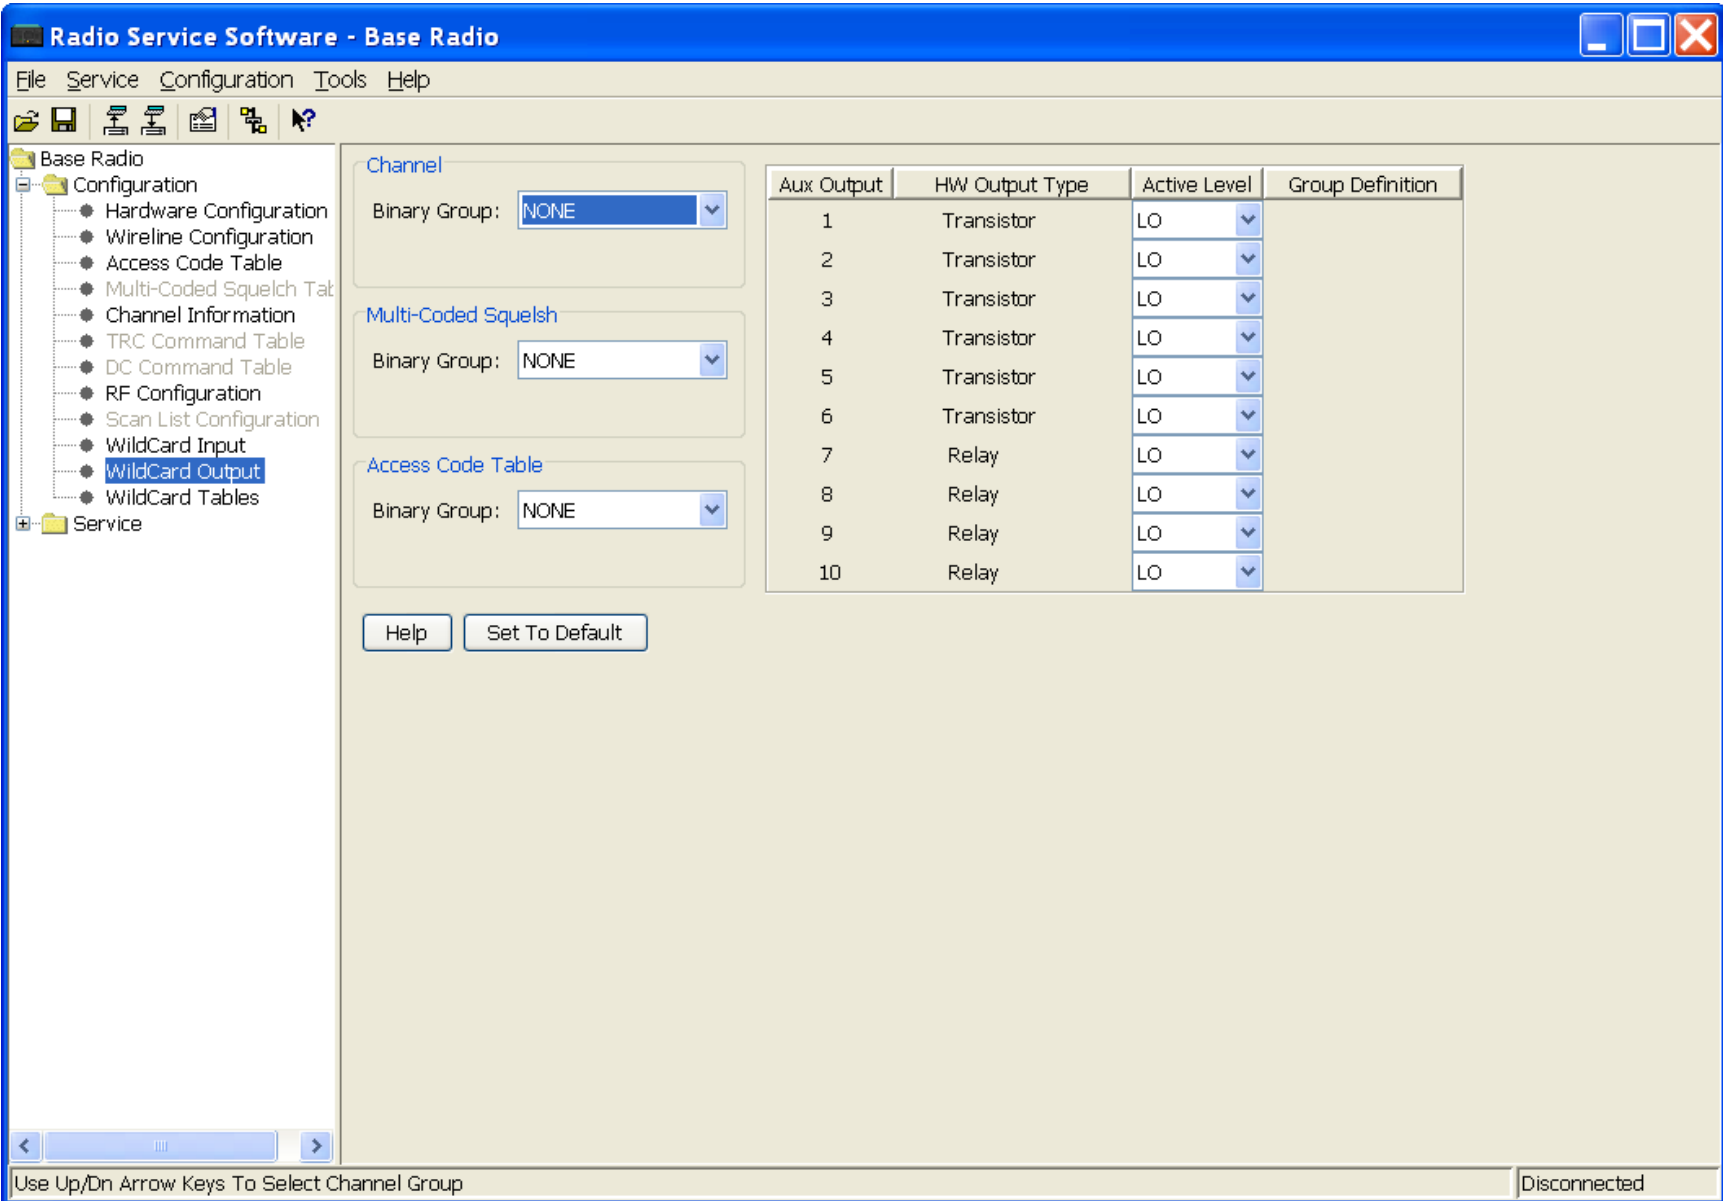 Radio Service Software - Base Radio
File Service Configuration Tools Help
Base Radio
Configuration
Hardware Configuration
Wireline Configuration
Access Code Table
Multi-Coded Squelch Tab
Channel Information
TRC Command Table
DC Command Table
RF Configuration
Scan List Configuration
WildCard Input
WildCard Output
WildCard Tables
Service
Channel
Binary Group: NONE
Multi-Coded Squelsh
Binary Group: NONE
Access Code Table
Binary Group: NONE
Help Set To Default
Aux Output HW Output Type Active Level Group Definition
1 Transistor LO
2 Transistor LO
3 Transistor LO
4 Transistor LO
5 Transistor LO
6 Transistor LO
7 Relay LO
8 Relay LO
9 Relay LO
10 Relay LO
Use Up/Dn Arrow Keys To Select Channel Group
Disconnected